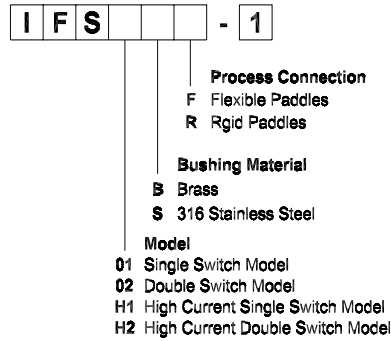 I F S - 1
Process Connection
F Flexible Paddles
R Rgid Paddles
Bushing Material
B Brass
S 316 Stainless Steel
Model
01 Single Switch Model
02 Double Switch Model
H1 High Current Single Switch Model
H2 High Current Double Switch Model